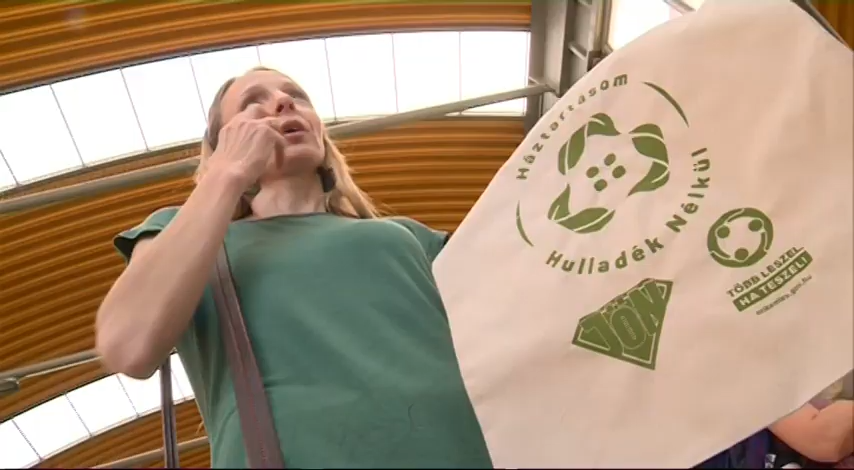 Háztartásom
Hulladék Nélkül
TÖBB LESZEL
HA TESZEL!
JÖN